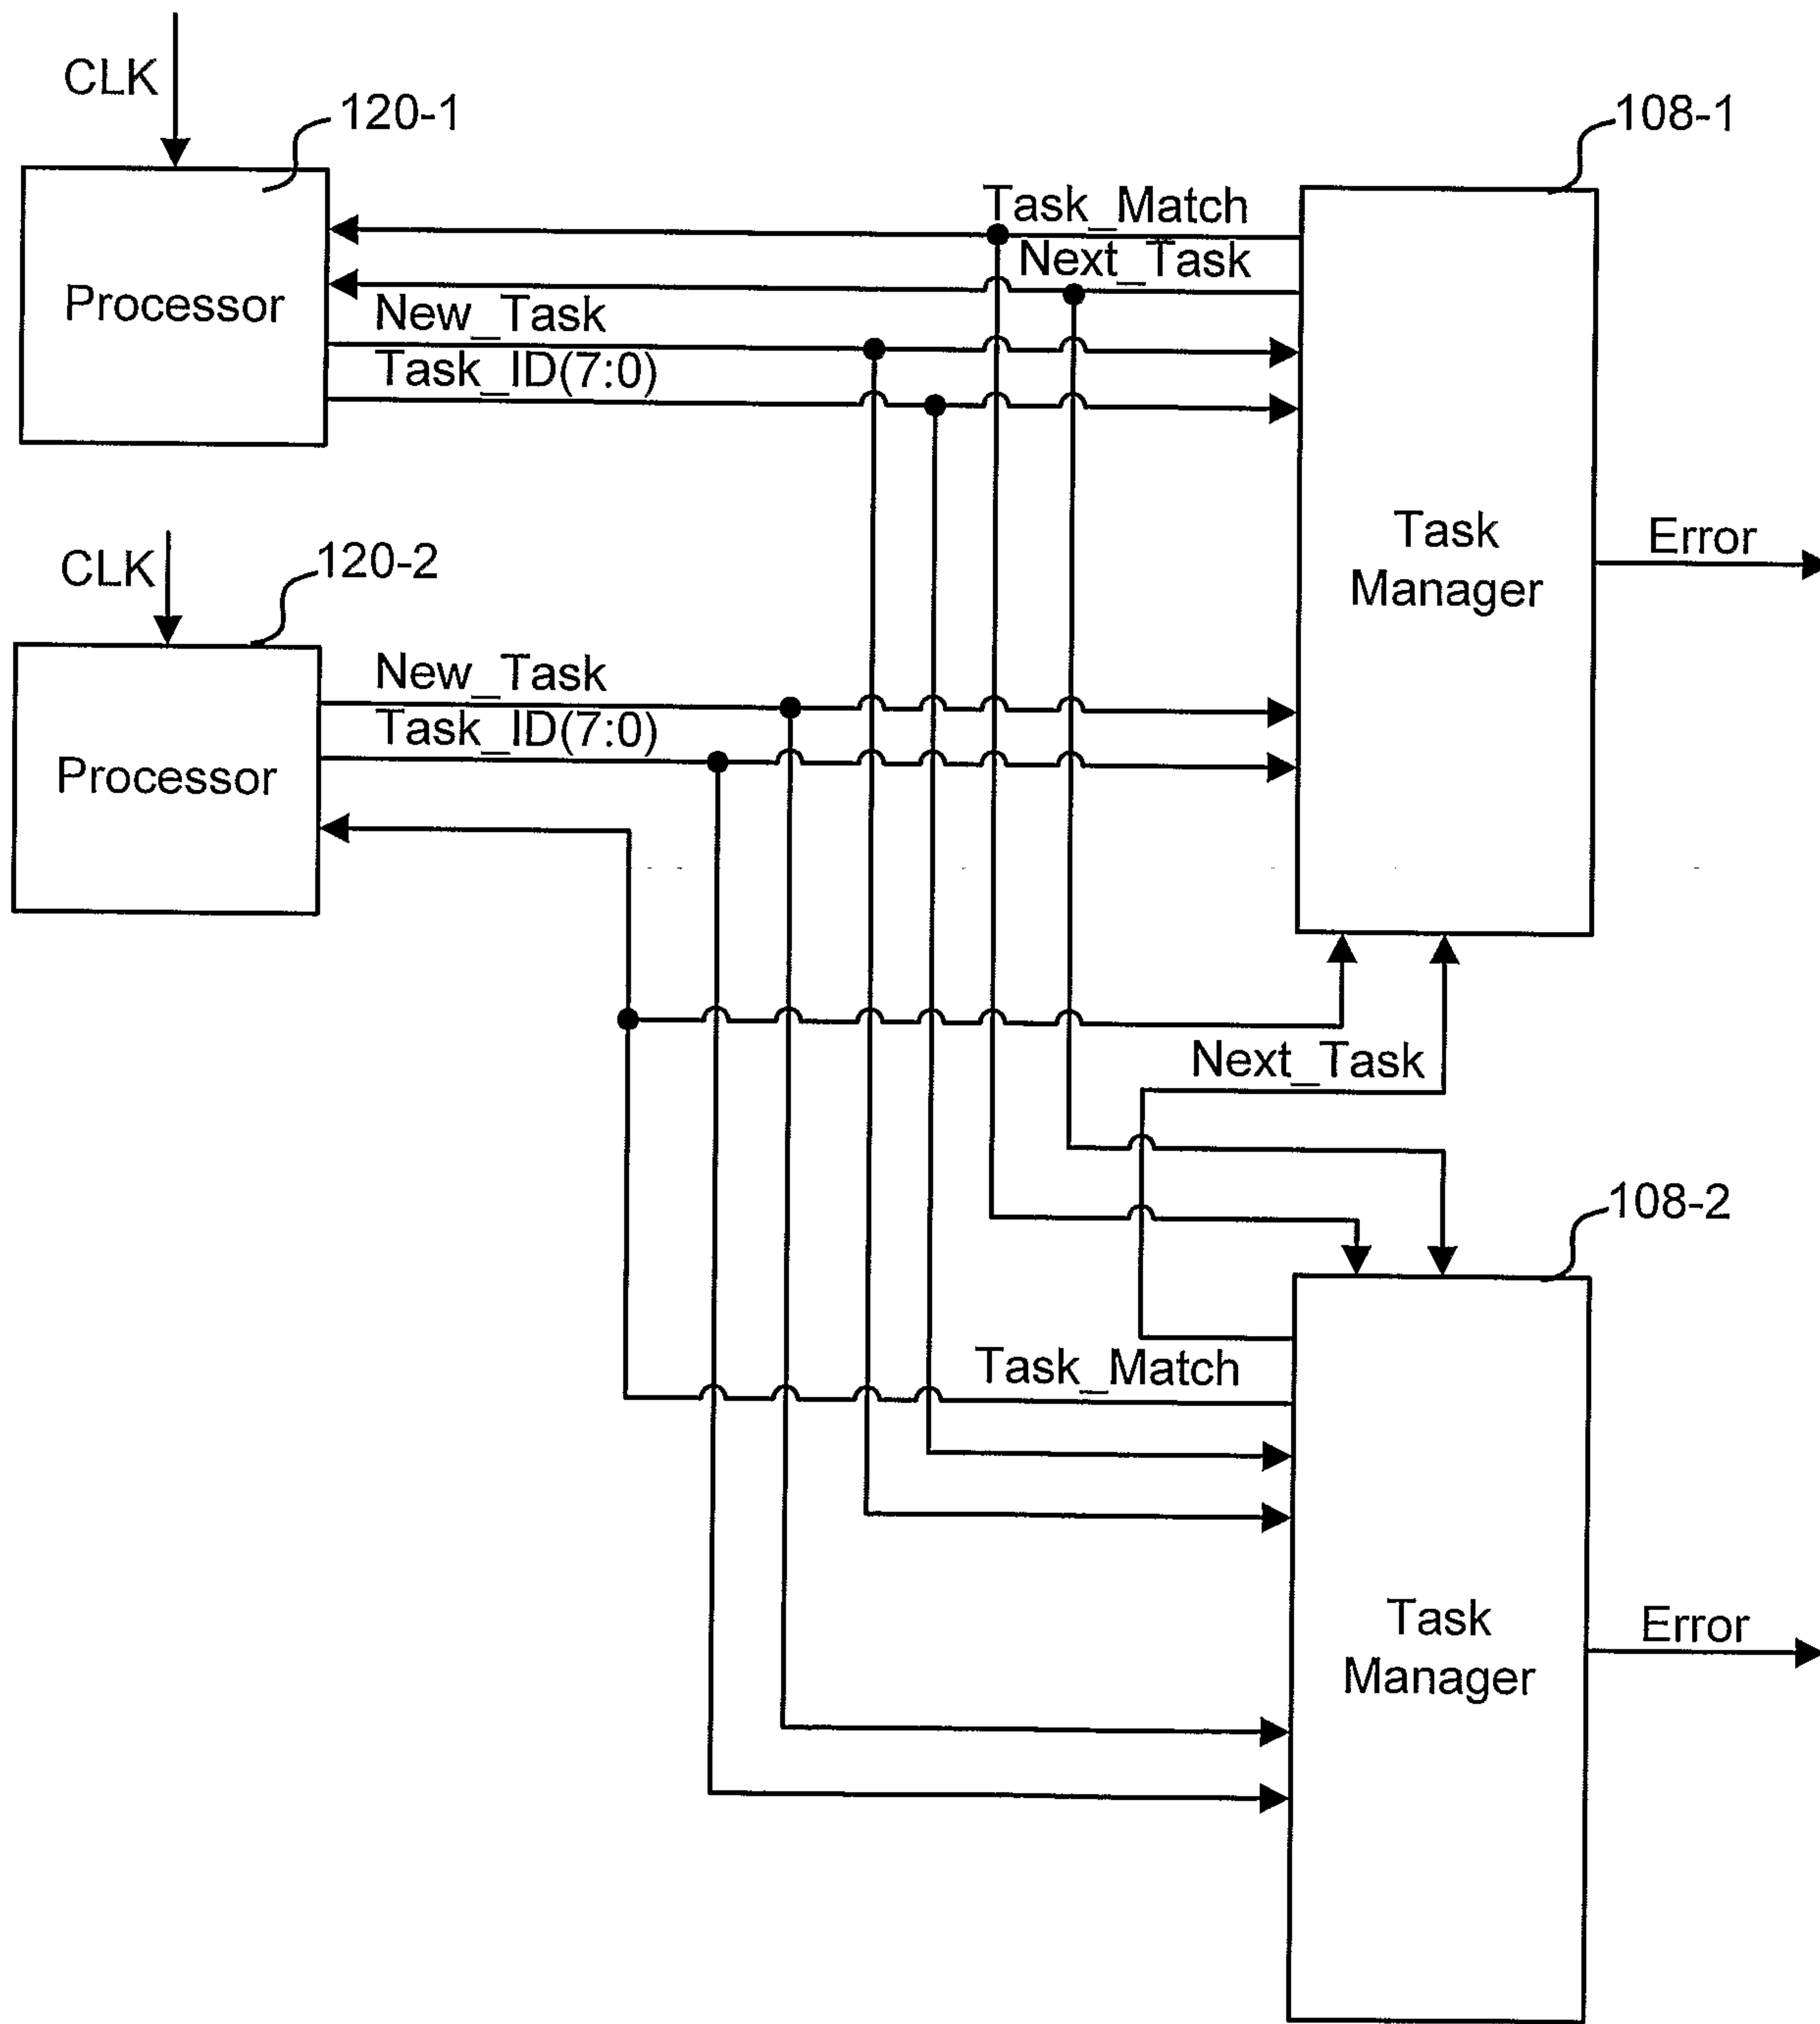 CLK
120-1
108-1
Task_Match
Next_Task
Processor
New_Task
Task_ID(7:0)
Task
Manager
Error
CLK
120-2
New_Task
Task_ID(7:0)
Processor
Next_Task
108-2
Task_Match
Task
Manager
Error